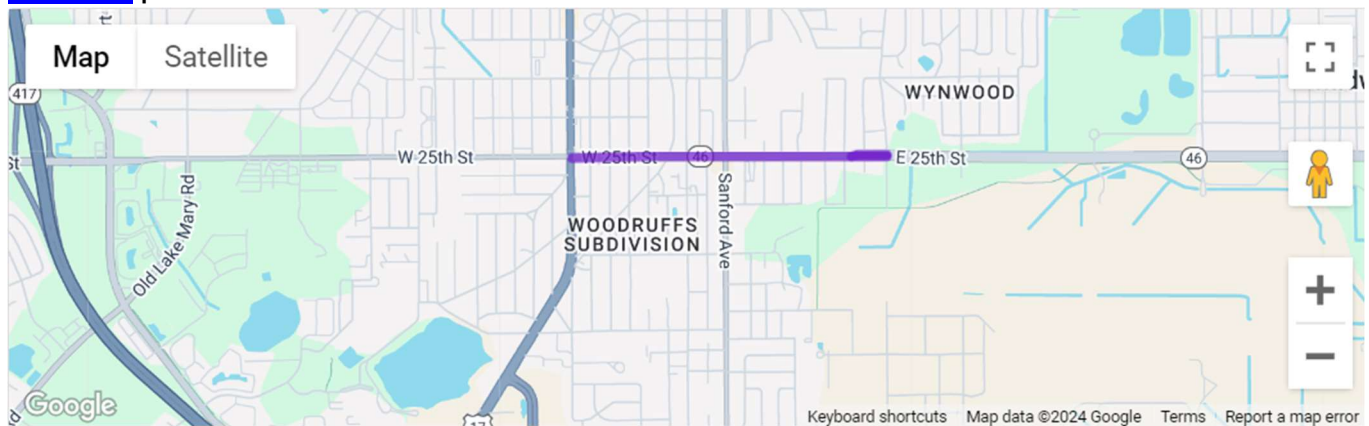 Map
Satellite
417
WYNWOOD
St
W 25th St
W 25th St
46
E 25th St
46
Old Lake Mary Rd
Sanford Ave
WOODRUFFS
SUBDIVISION
17
Google
Keyboard shortcuts
Map data ©2024 Google
Terms
Report a map error